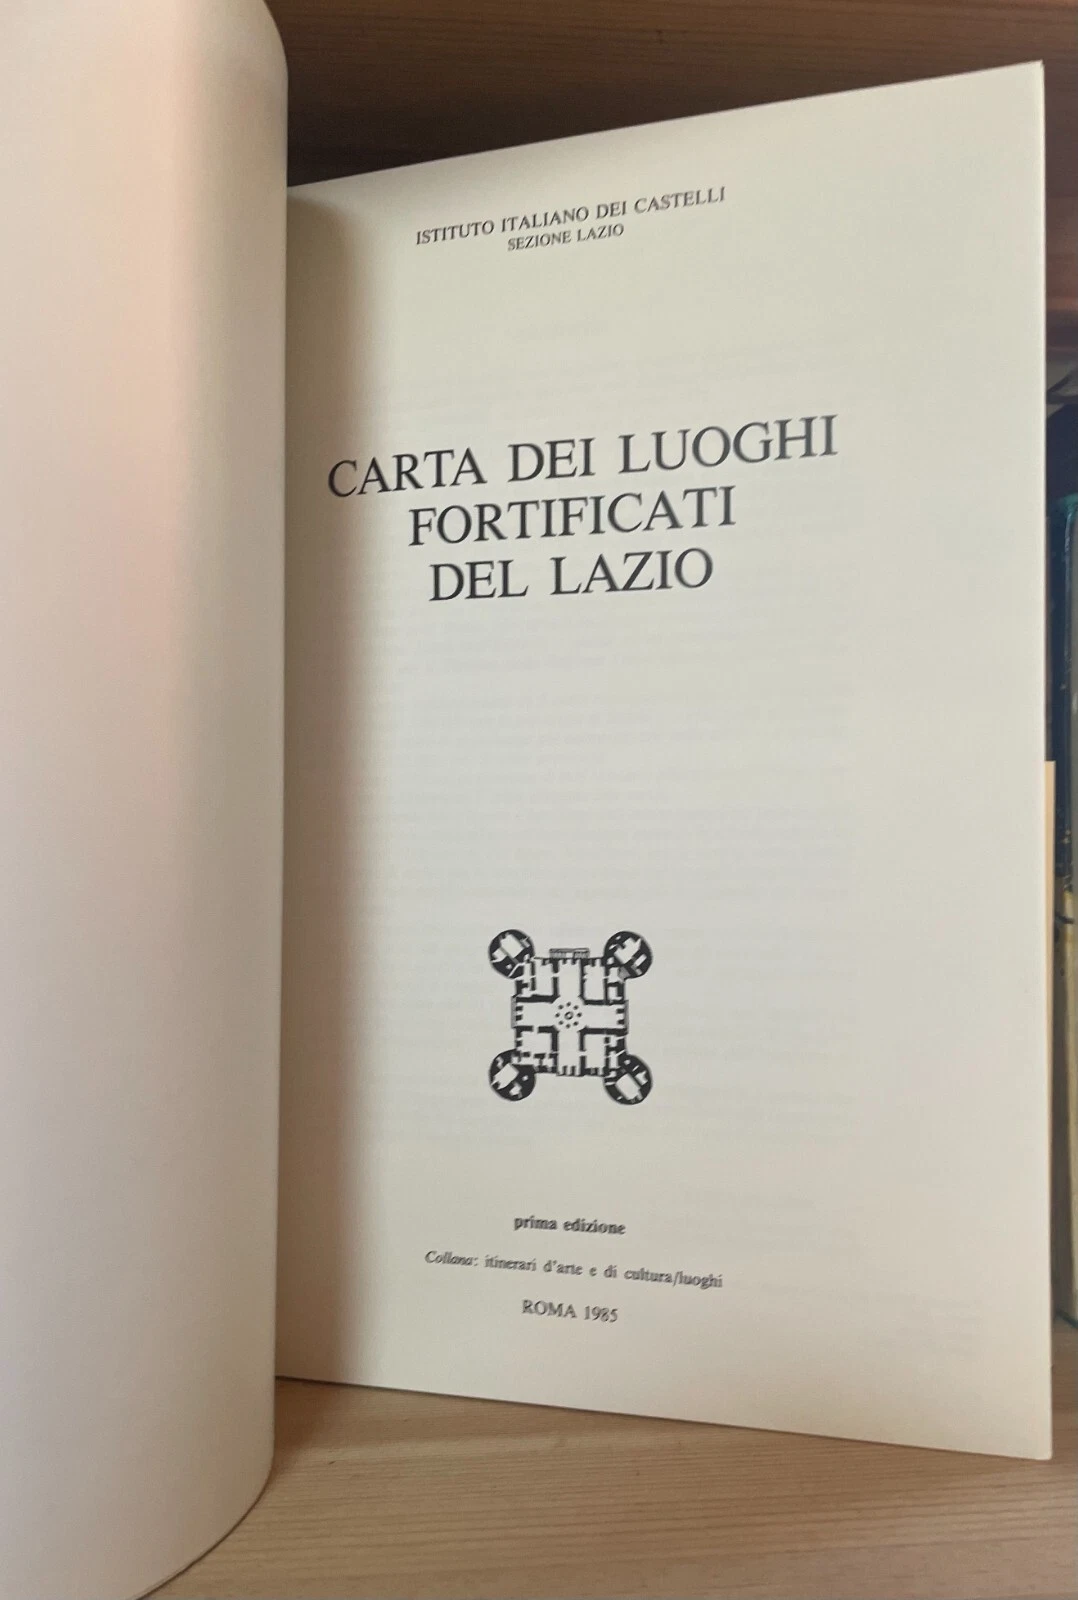 ISTITUTO ITALIANO DEI CASTELLI
SEZIONE LAZIO
CARTA DEI LUOGHI
FORTIFICATI
DEL LAZIO
prima edizione
Collana: itinerari d'arte e di cultura/luoghi
ROMA 1985